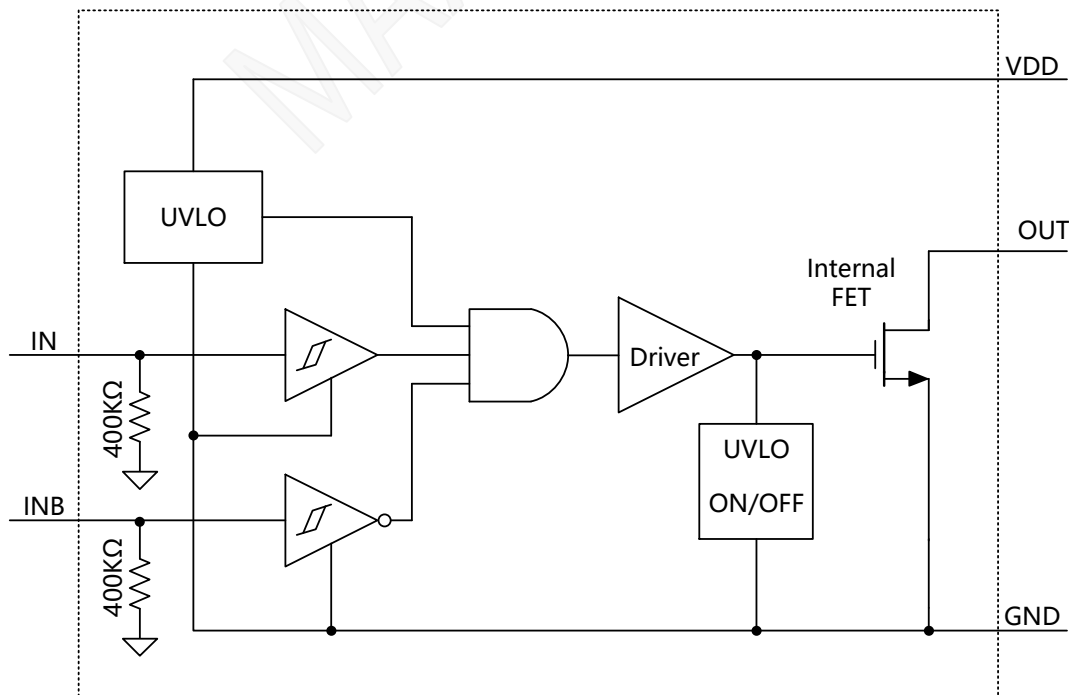 VDD
UVLO
OUT
Internal
FET
IN
Driver
400KΩ
UVLO
ON/OFF
INB
400KΩ
GND